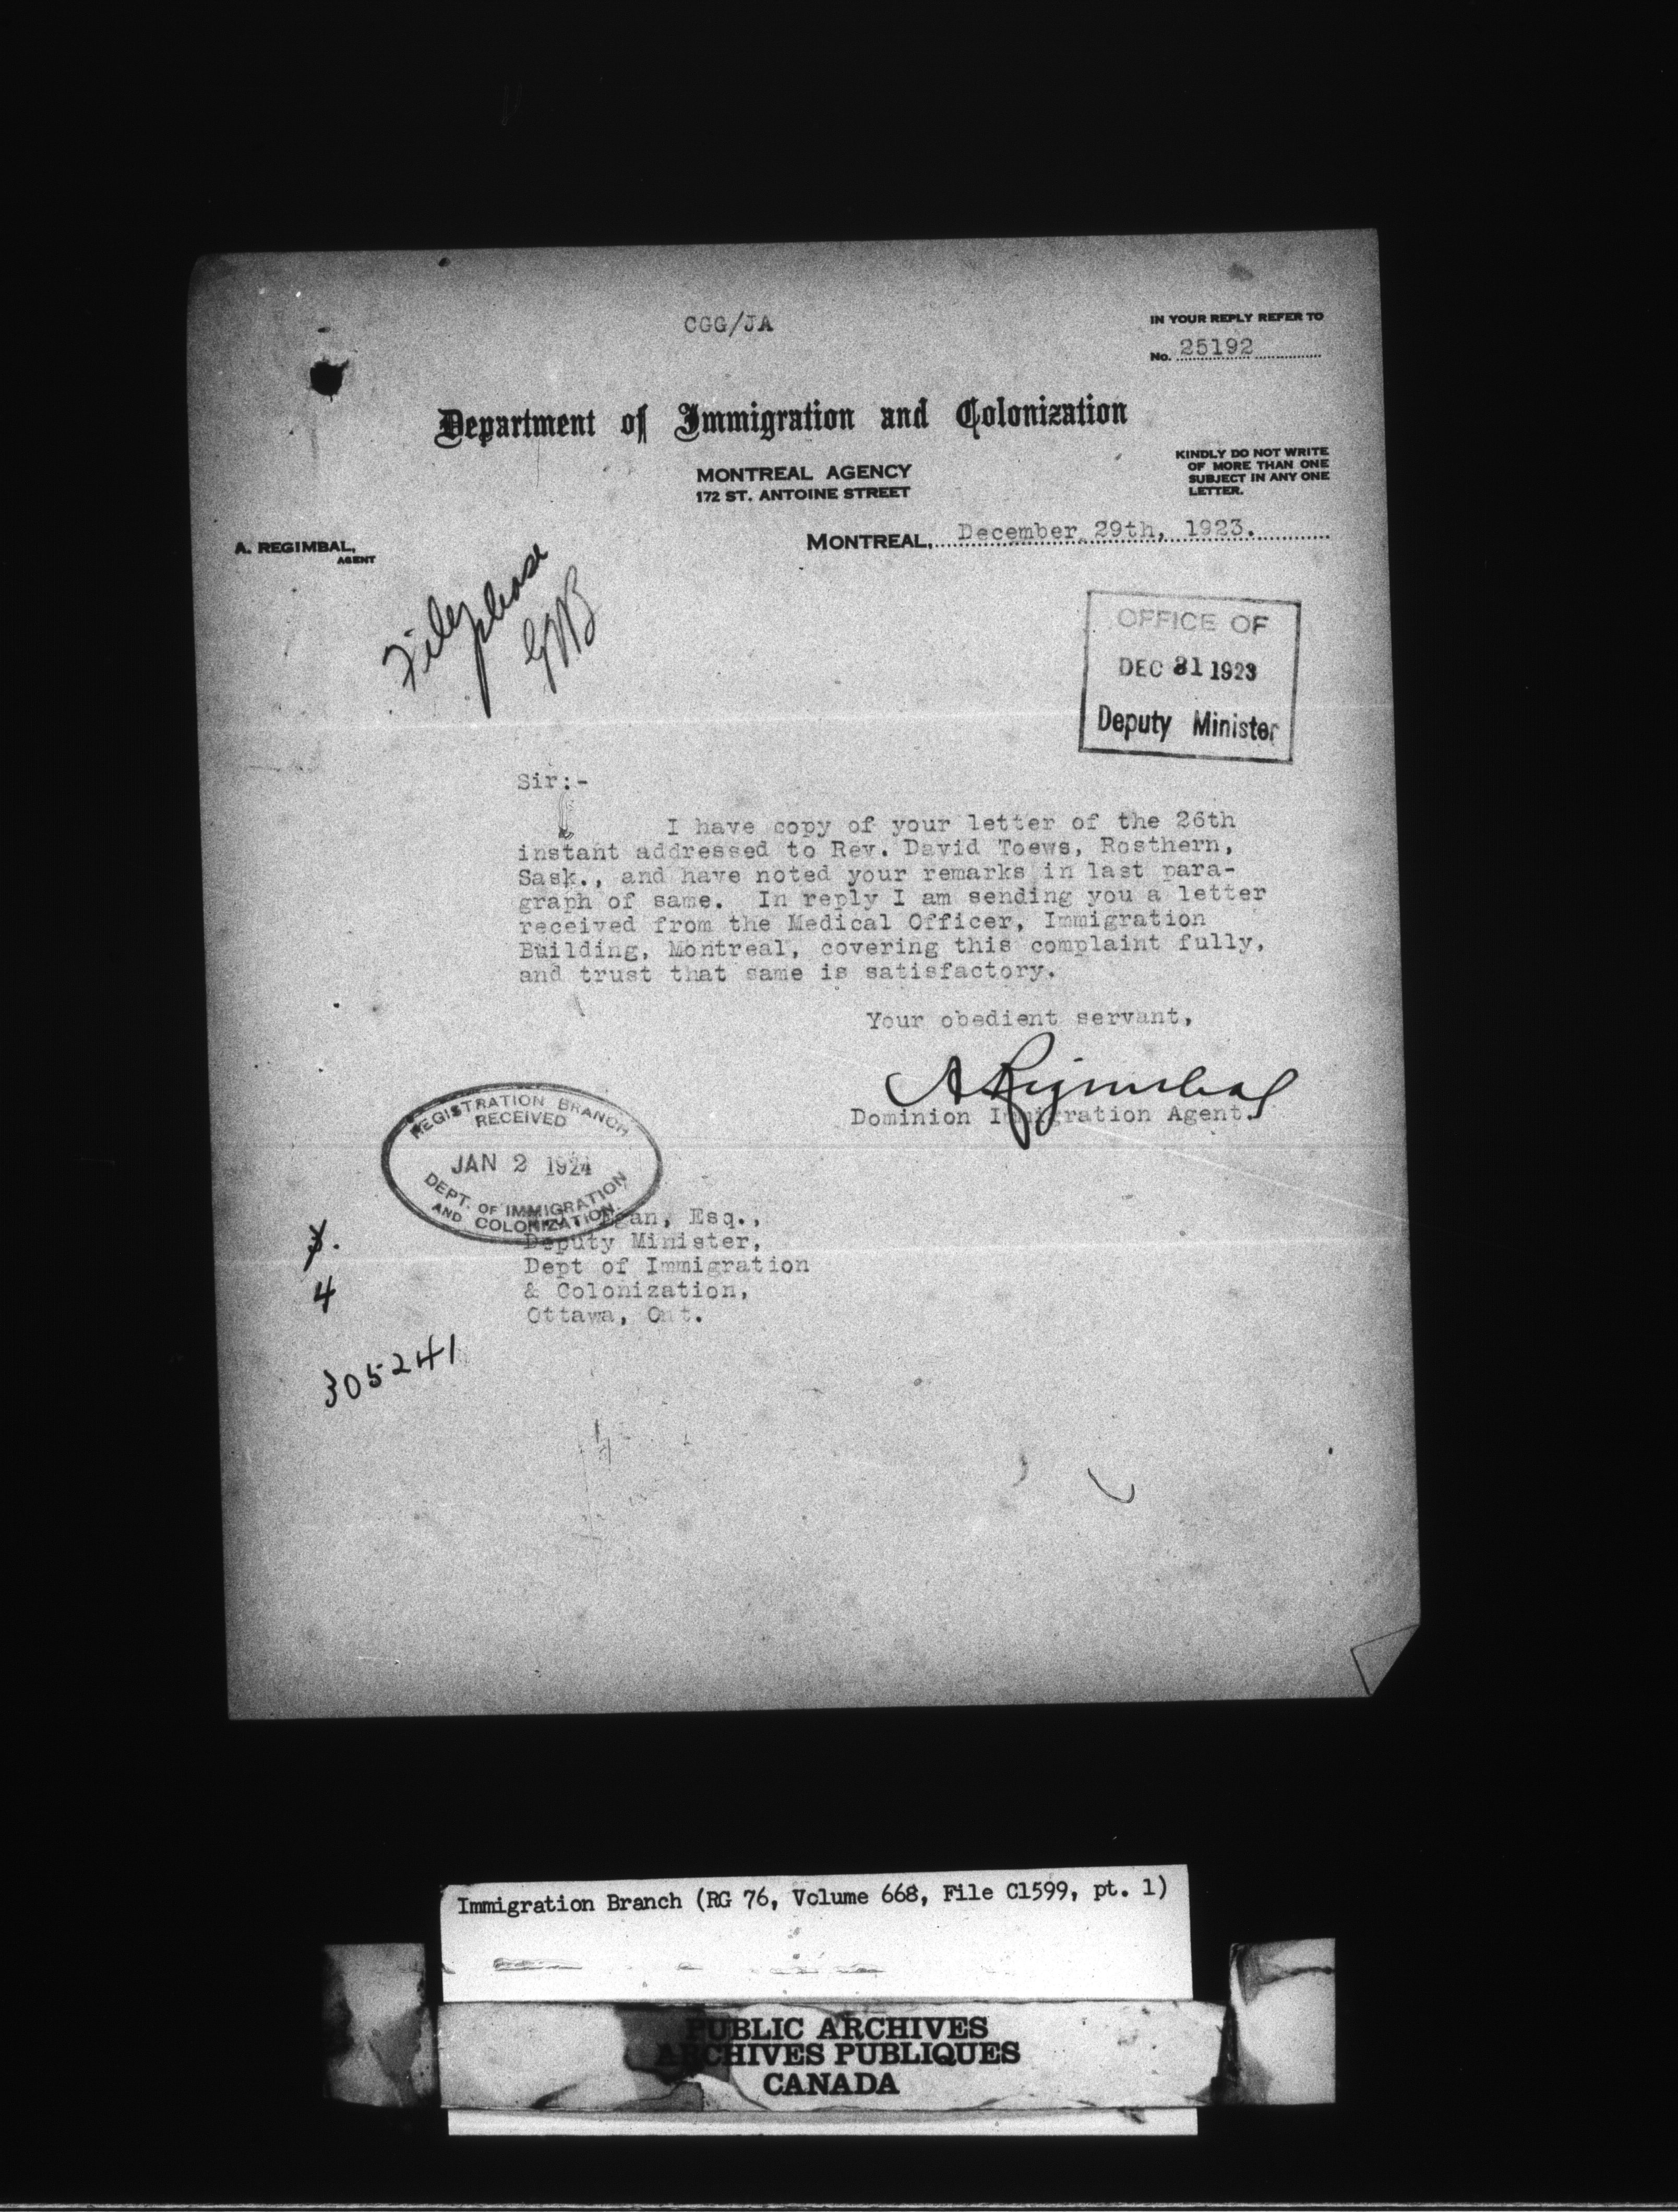 CGG/JA
IN YOUR REPLY REFER TO
No. 25192
Department of Immigration and Colonization
MONTREAL AGENCY
172 ST. ANTOINE STREET
KINDLY DO NOT WRITE
OF MORE THAN ONE
SUBJECT IN ANY ONE
LETTER.
A. REGIMBAL,
AGENT
MONTREAL, December 29th, 1923.
File please
OFFICE OF
DEC 31 1923
Deputy Minister
Sir:-
I have copy of your letter of the 26th
instant addressed to Rev. David Toews, Rosthern,
Sask., and have noted your remarks in last para-
graph of same. In reply I am sending you a letter
received from the Medical Officer, Immigration
Building, Montreal, covering this complaint fully,
and trust that same is satisfactory.
Your obedient servant,
A Regimbal
Dominion Immigration Agent.
REGISTRATION BRANCH
RECEIVED
JAN 2 1924
DEPT. OF IMMIGRATION
AND COLONIZATION
Egan, Esq.,
Deputy Minister,
Dept of Immigration
& Colonization,
Ottawa, Ont.
4
305241
Immigration Branch (RG 76, Volume 668, File C1599, pt. 1)
PUBLIC ARCHIVES
ARCHIVES PUBLIQUES
CANADA